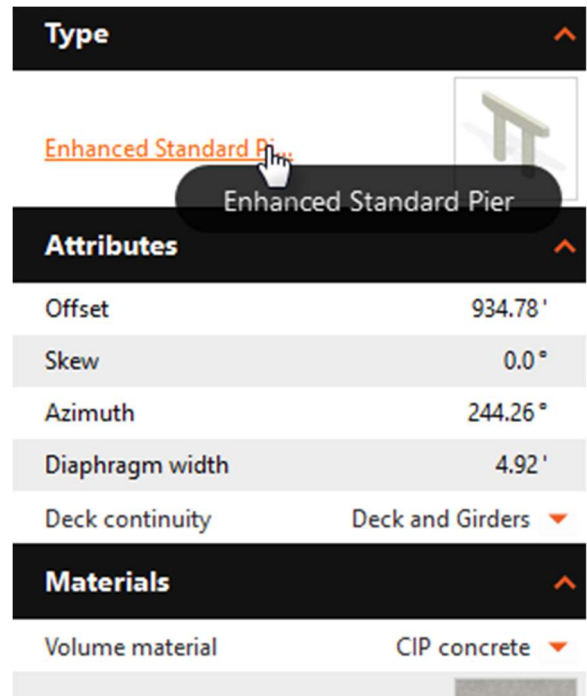 Type
Enhanced Standard Pi...
Enhanced Standard Pier
Attributes
Offset 934.78 '
Skew 0.0 °
Azimuth 244.26 °
Diaphragm width 4.92 '
Deck continuity Deck and Girders
Materials
Volume material CIP concrete